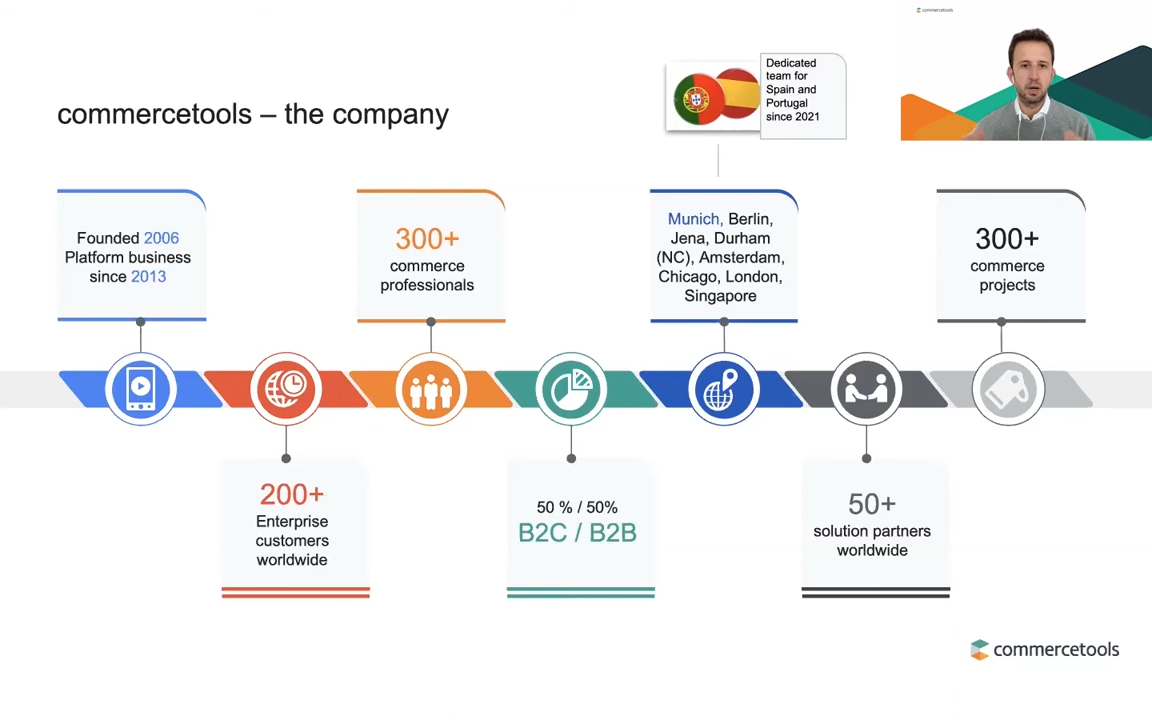 commercetools
Dedicated
team for
Spain and
Portugal
since 2021
commercetools – the company
Founded 2006
Platform business
since 2013
300+
commerce
professionals
Munich, Berlin,
Jena, Durham
(NC), Amsterdam,
Chicago, London,
Singapore
300+
commerce
projects
200+
Enterprise
customers
worldwide
50 % / 50%
B2C / B2B
50+
solution partners
worldwide
commercetools